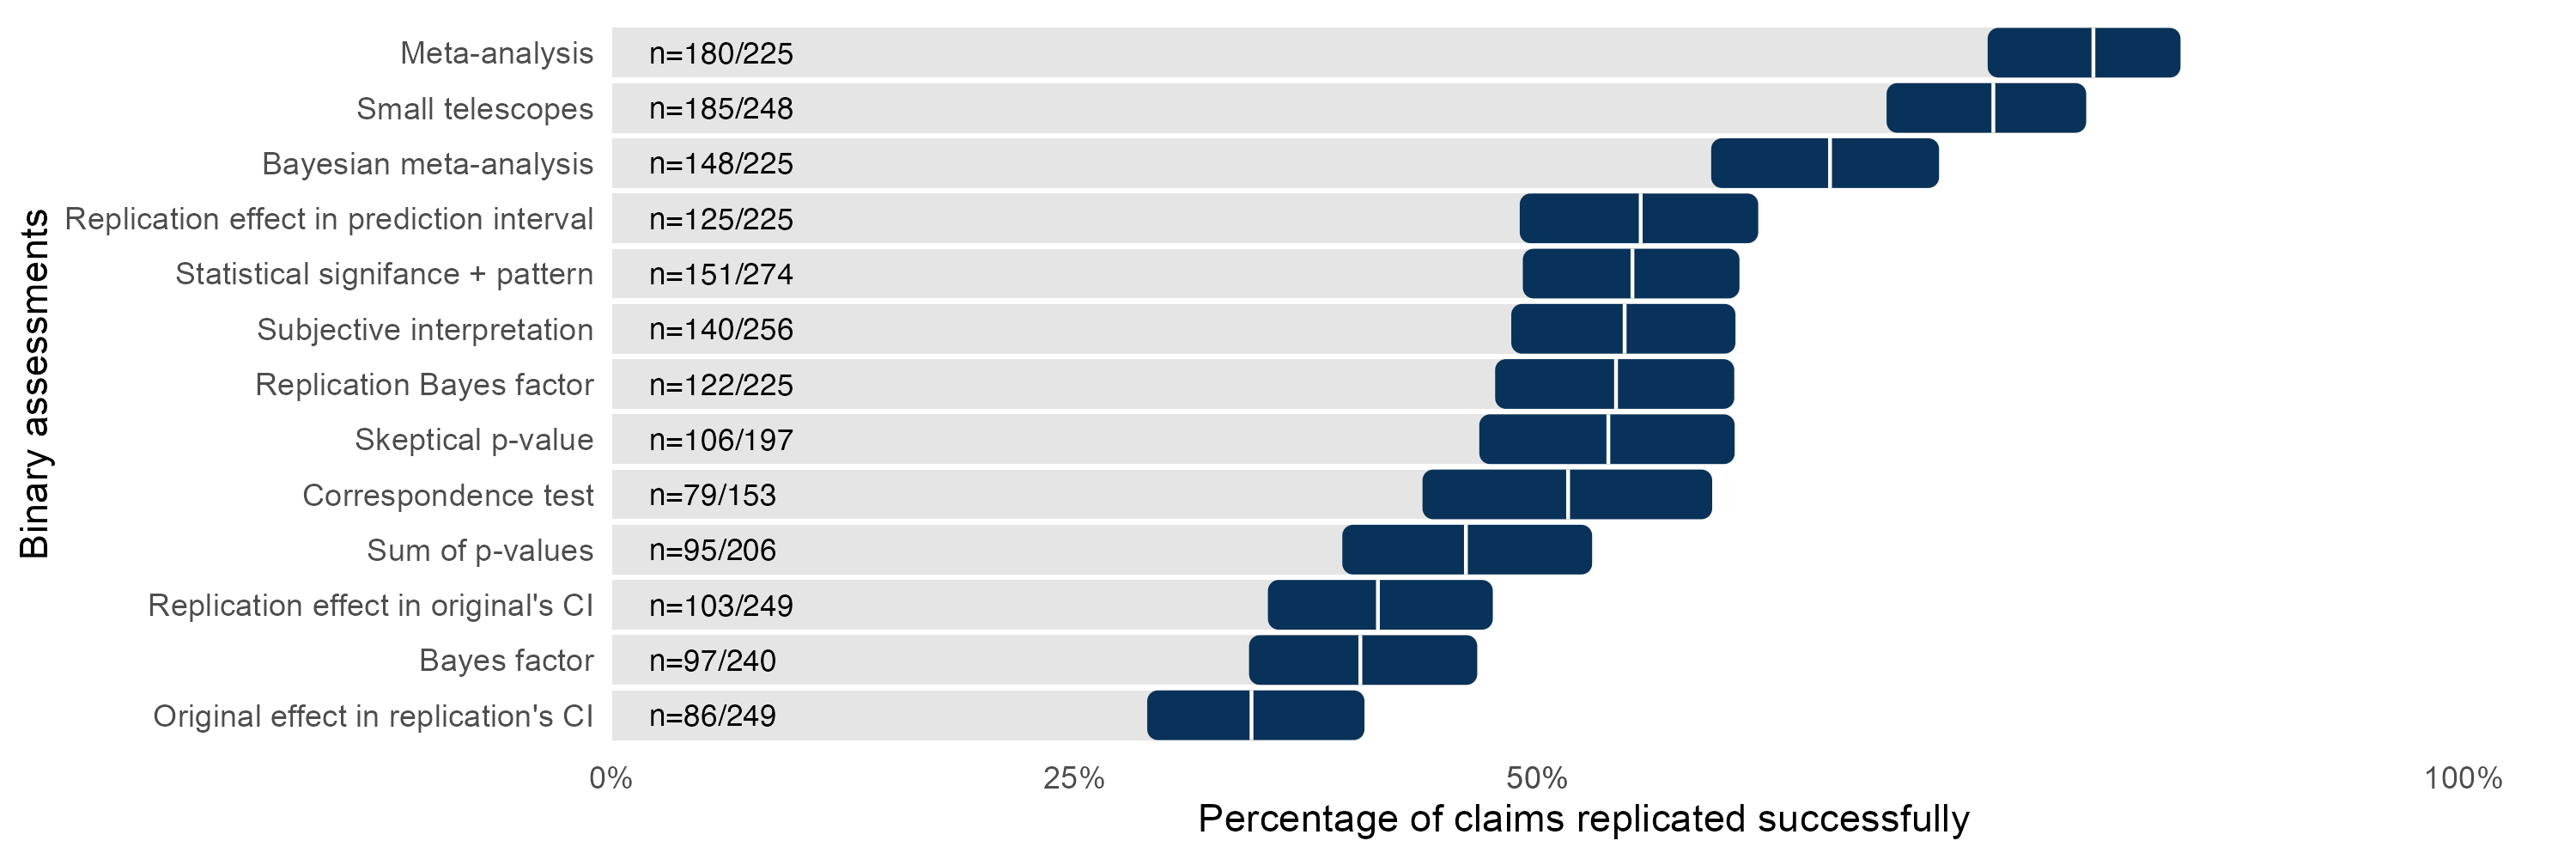 Binary assessments
Meta-analysis n=180/225
Small telescopes n=185/248
Bayesian meta-analysis n=148/225
Replication effect in prediction interval n=125/225
Statistical signifance + pattern n=151/274
Subjective interpretation n=140/256
Replication Bayes factor n=122/225
Skeptical p-value n=106/197
Correspondence test n=79/153
Sum of p-values n=95/206
Replication effect in original's CI n=103/249
Bayes factor n=97/240
Original effect in replication's CI n=86/249
0% 25% 50% 100%
Percentage of claims replicated successfully